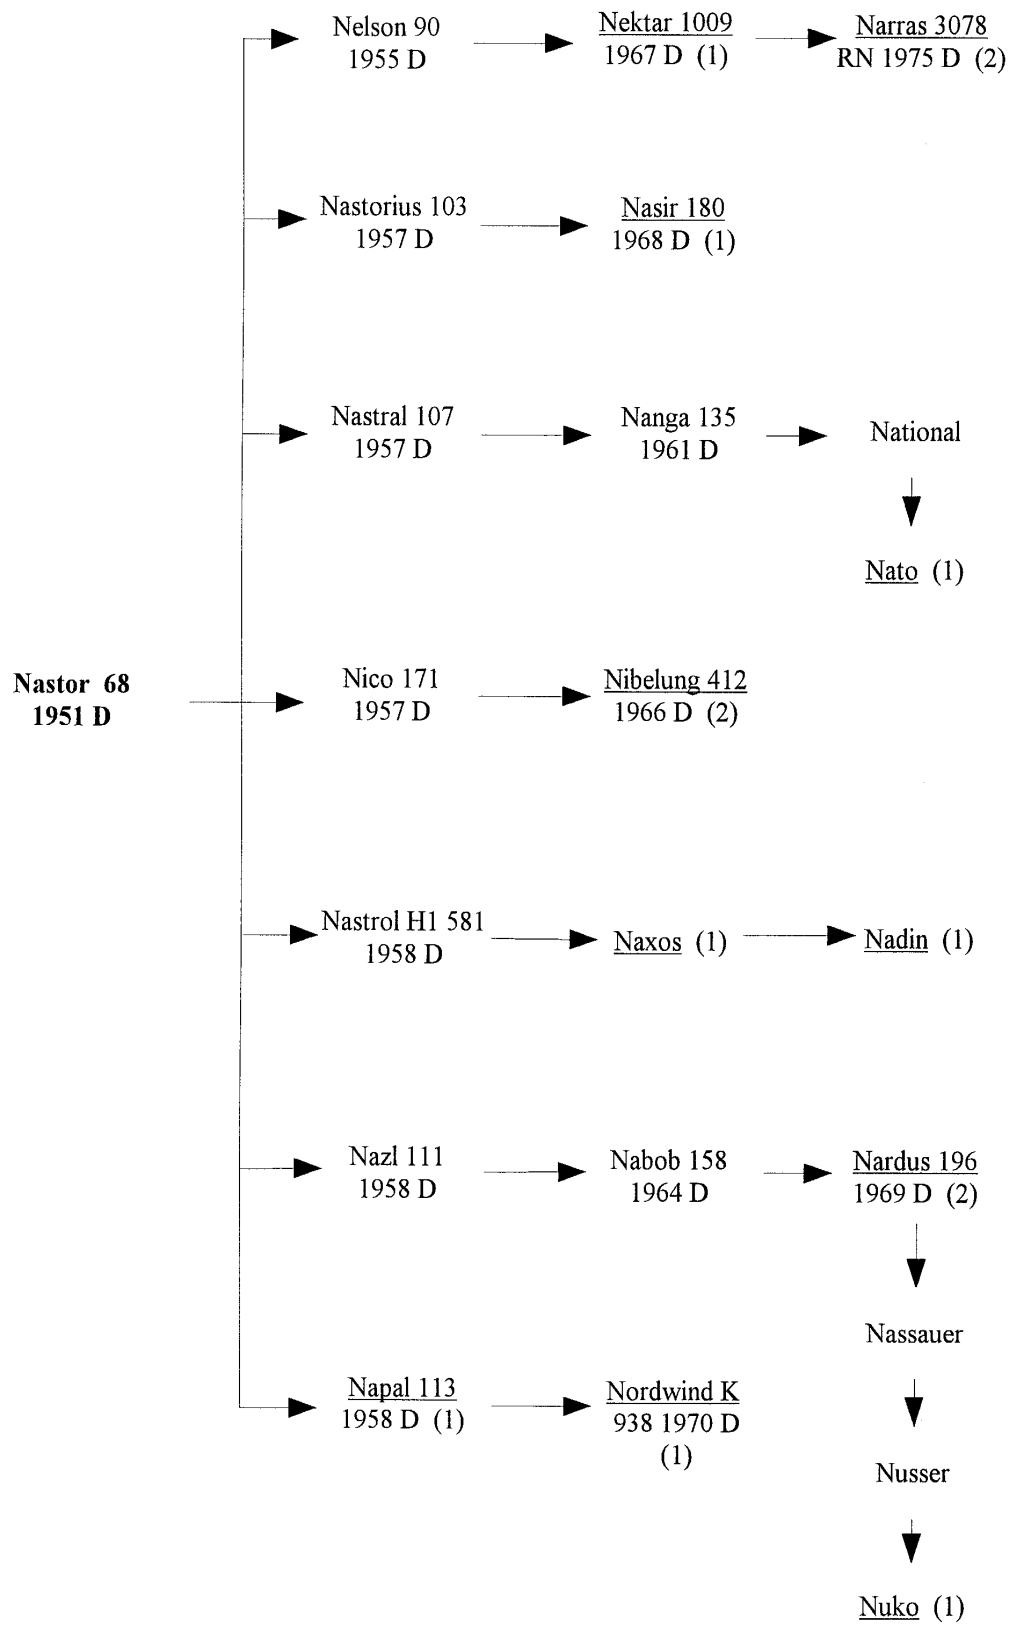 Nelson 90
1955 D
Nektar 1009
1967 D (1)
Narras 3078
RN 1975 D (2)
Nastorius 103
1957 D
Nasir 180
1968 D (1)
Nastral 107
1957 D
Nanga 135
1961 D
National
Nato (1)
Nastor 68
1951 D
Nico 171
1957 D
Nibelung 412
1966 D (2)
Nastrol H1 581
1958 D
Naxos (1)
Nadin (1)
Nazl 111
1958 D
Nabob 158
1964 D
Nardus 196
1969 D (2)
Nassauer
Napal 113
1958 D (1)
Nordwind K
938 1970 D
(1)
Nusser
Nuko (1)